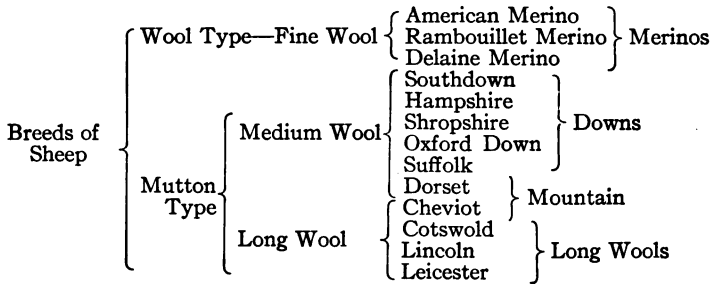 American Merino
Wool Type—Fine Wool Rambouillet Merino Merinos
Delaine Merino
Southdown
Hampshire
Breeds of Sheep Medium Wool Shropshire Downs
Oxford Down
Suffolk
Mutton Type Dorset Mountain
Cheviot
Long Wool Cotswold
Lincoln Long Wools
Leicester